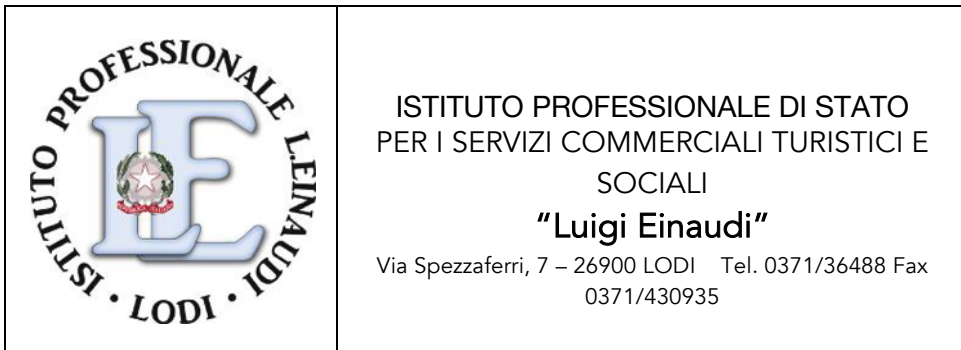 ISTITUTO PROFESSIONALE L.EINAUDI
· LODI ·
LE
ISTITUTO PROFESSIONALE DI STATO
PER I SERVIZI COMMERCIALI TURISTICI E
SOCIALI
"Luigi Einaudi"
Via Spezzaferri, 7 – 26900 LODI Tel. 0371/36488 Fax
0371/430935